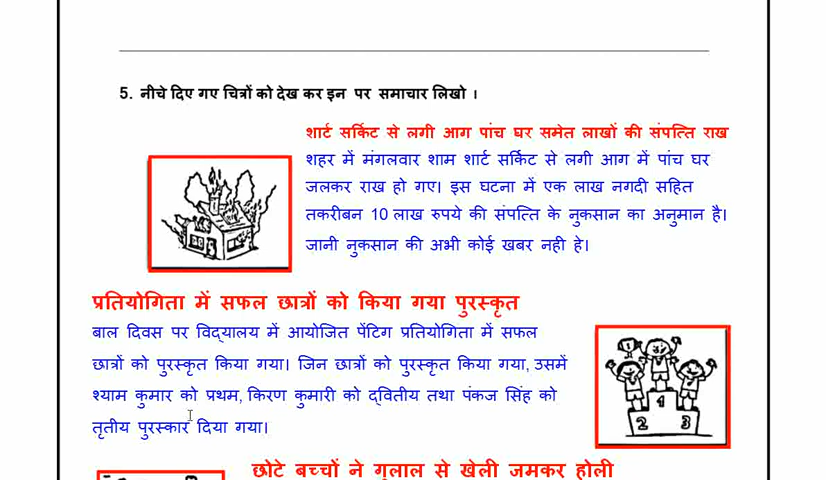 5. नीचे दिए गए चित्रों को देख कर इन पर समाचार लिखो ।
शार्ट सर्किट से लगी आग पांच घर समेत लाखों की संपत्ति राख
शहर में मंगलवार शाम शार्ट सर्किट से लगी आग में पांच घर
जलकर राख हो गए। इस घटना में एक लाख नगदी सहित
तकरीबन 10 लाख रुपये की संपत्ति के नुकसान का अनुमान है।
जानी नुकसान की अभी कोई खबर नही हे।
प्रतियोगिता में सफल छात्रों को किया गया पुरस्कृत
बाल दिवस पर विद्यालय में आयोजित पेंटिग प्रतियोगिता में सफल
छात्रों को पुरस्कृत किया गया। जिन छात्रों को पुरस्कृत किया गया, उसमें
श्याम कुमार को प्रथम, किरण कुमारी को द्वितीय तथा पंकज सिंह को
तृतीय पुरस्कार दिया गया।
1
2 3
छोटे बच्चों ने गुलाल से खेली जमकर होली